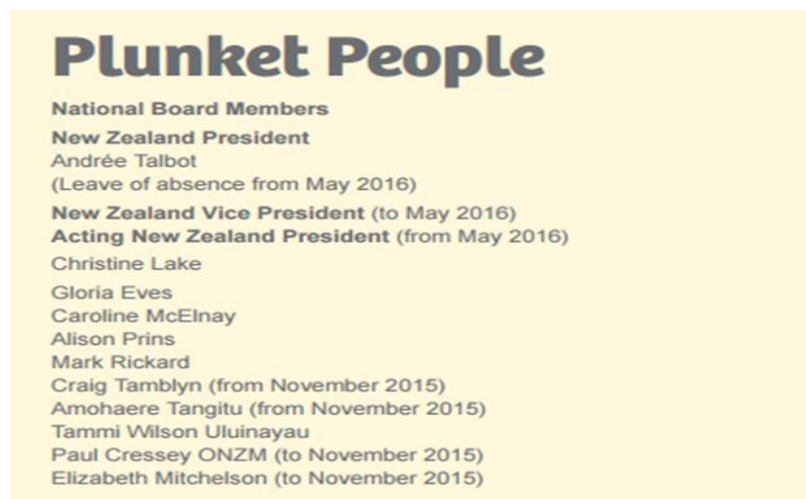 Plunket People
National Board Members
New Zealand President
Andrée Talbot
(Leave of absence from May 2016)
New Zealand Vice President (to May 2016)
Acting New Zealand President (from May 2016)
Christine Lake
Gloria Eves
Caroline McElnay
Alison Prins
Mark Rickard
Craig Tamblyn (from November 2015)
Amohaere Tangitu (from November 2015)
Tammi Wilson Uluinayau
Paul Cressey ONZM (to November 2015)
Elizabeth Mitchelson (to November 2015)